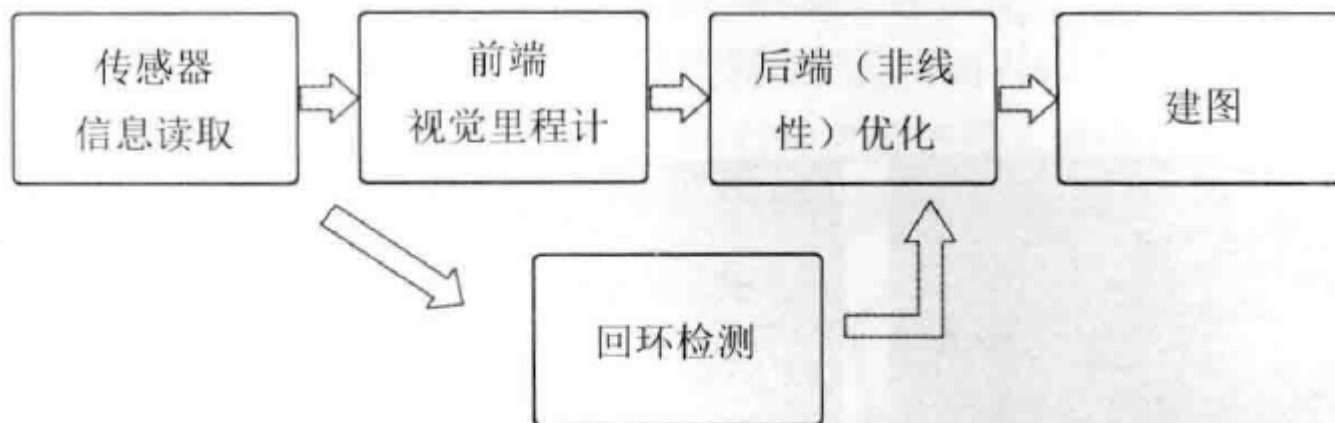 传感器
信息读取
前端
视觉里程计
后端（非线
性）优化
建图
回环检测